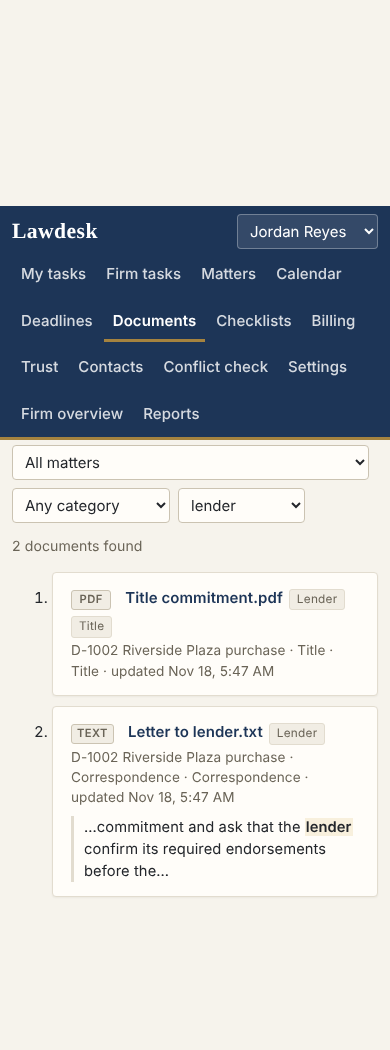 Lawdesk
Jordan Reyes
My tasks Firm tasks Matters Calendar
Deadlines Documents Checklists Billing
Trust Contacts Conflict check Settings
Firm overview Reports
All matters
Any category lender
2 documents found
1. PDF Title commitment.pdf Lender
Title
D-1002 Riverside Plaza purchase · Title ·
Title · updated Nov 18, 5:47 AM
2. TEXT Letter to lender.txt Lender
D-1002 Riverside Plaza purchase ·
Correspondence · Correspondence ·
updated Nov 18, 5:47 AM
…commitment and ask that the lender
confirm its required endorsements
before the…